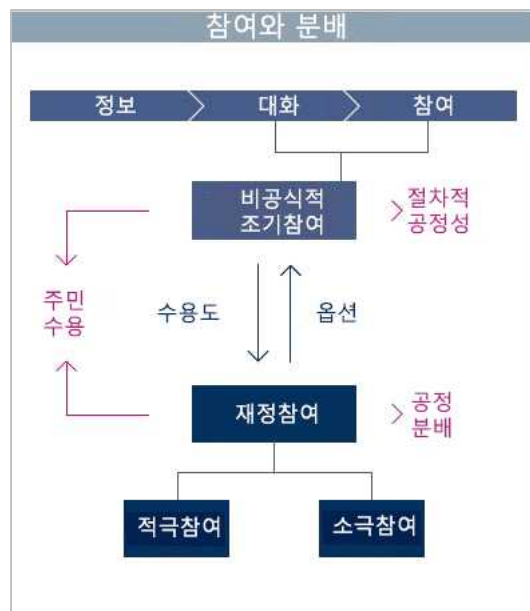 참여와 분배
정보 대화 참여
비공식적
조기참여
절차적
공정성
주민
수용
수용도 옵션
재정참여
공정
분배
적극참여 소극참여